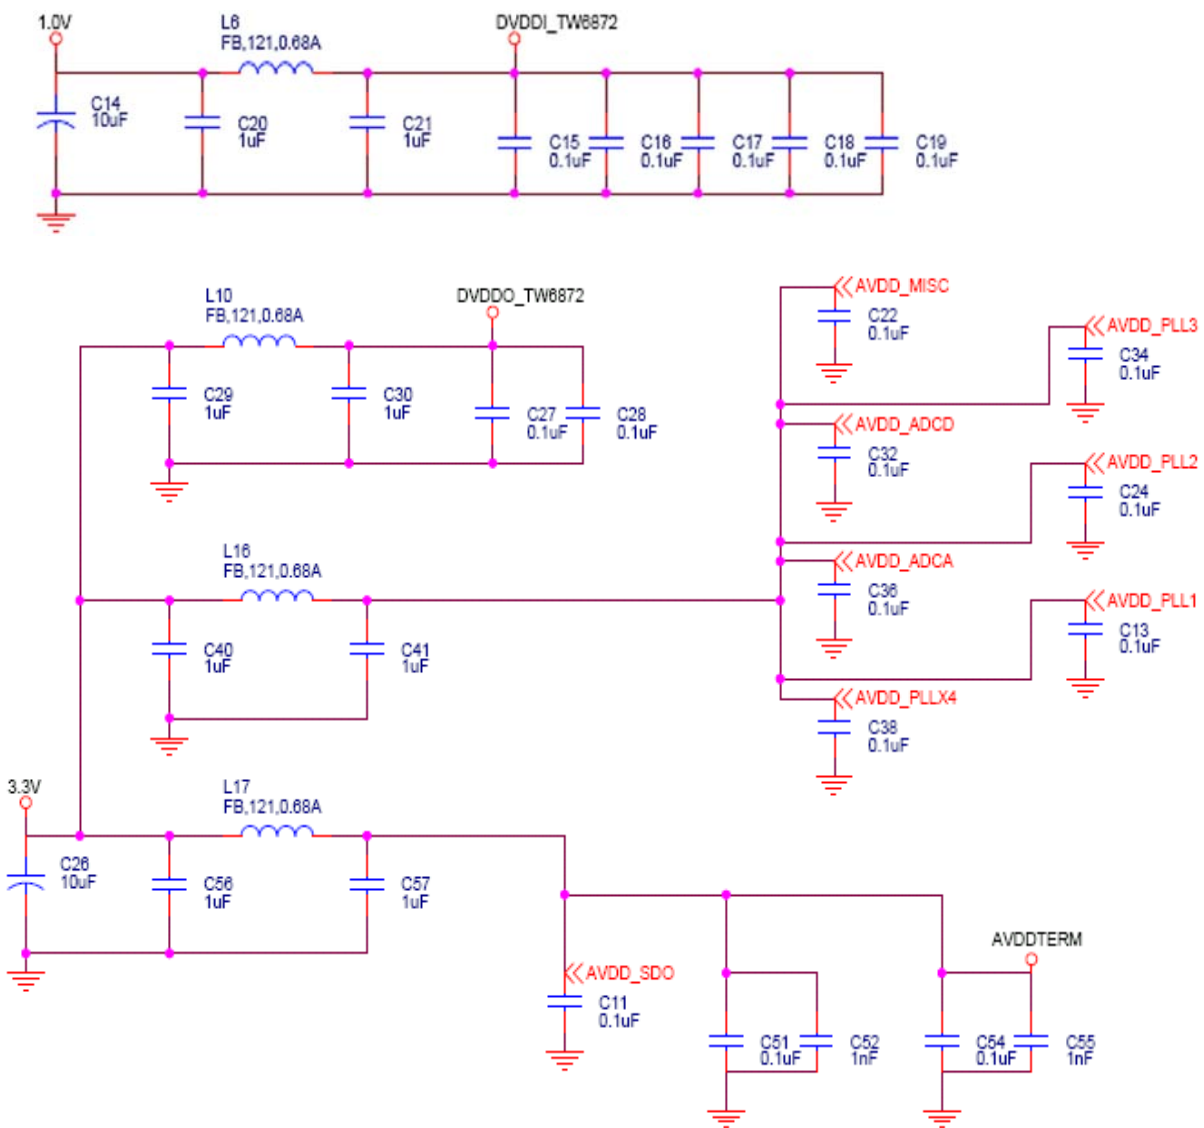 1.0V
L6
FB,121,0.68A
DVDDI_TW6872
C14
10uF
C20
1uF
C21
1uF
C15
0.1uF
C16
0.1uF
C17
0.1uF
C18
0.1uF
C19
0.1uF
L10
FB,121,0.68A
DVDDO_TW6872
C29
1uF
C30
1uF
C27
0.1uF
C28
0.1uF
AVDD_MISC
C22
0.1uF
AVDD_PLL3
C34
0.1uF
AVDD_ADCD
C32
0.1uF
AVDD_PLL2
C24
0.1uF
L16
FB,121,0.68A
C40
1uF
C41
1uF
AVDD_ADCA
C36
0.1uF
AVDD_PLL1
C13
0.1uF
AVDD_PLLX4
C38
0.1uF
3.3V
L17
FB,121,0.68A
C26
10uF
C56
1uF
C57
1uF
AVDD_SDO
C11
0.1uF
AVDDTERM
C51
0.1uF
C52
1nF
C54
0.1uF
C55
1nF